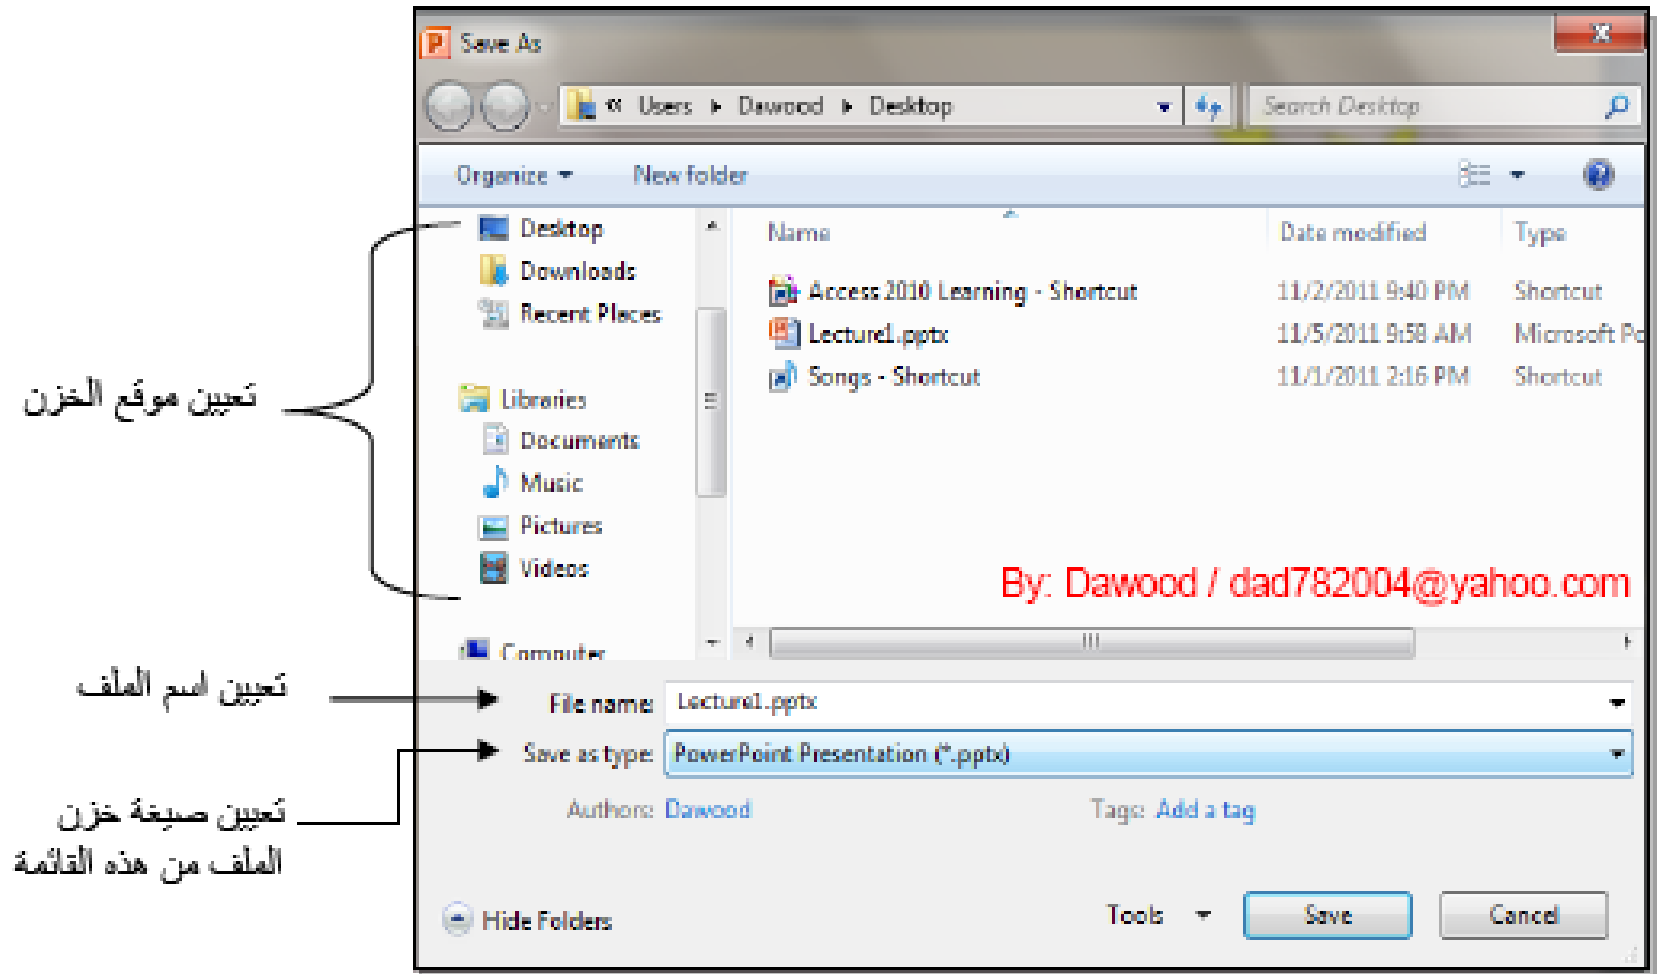 Save As
« Users ▸ Dawood ▸ Desktop
Search Desktop
Organize
New folder
Desktop
Downloads
Recent Places
Libraries
Documents
Music
Pictures
Videos
Computer
Name Date modified Type
Access 2010 Learning - Shortcut 11/2/2011 9:40 PM Shortcut
Lecture1.pptx 11/5/2011 9:58 AM Microsoft Po
Songs - Shortcut 11/1/2011 2:16 PM Shortcut
By: Dawood / dad782004@yahoo.com
تعيين موقع الخزن
تعيين اسم الملف
File name: Lecture1.pptx
Save as type: PowerPoint Presentation (*.pptx)
تعيين صيغة خزن
الملف من هذه القائمة
Authors: Dawood
Tags: Add a tag
Hide Folders
Tools
Save
Cancel